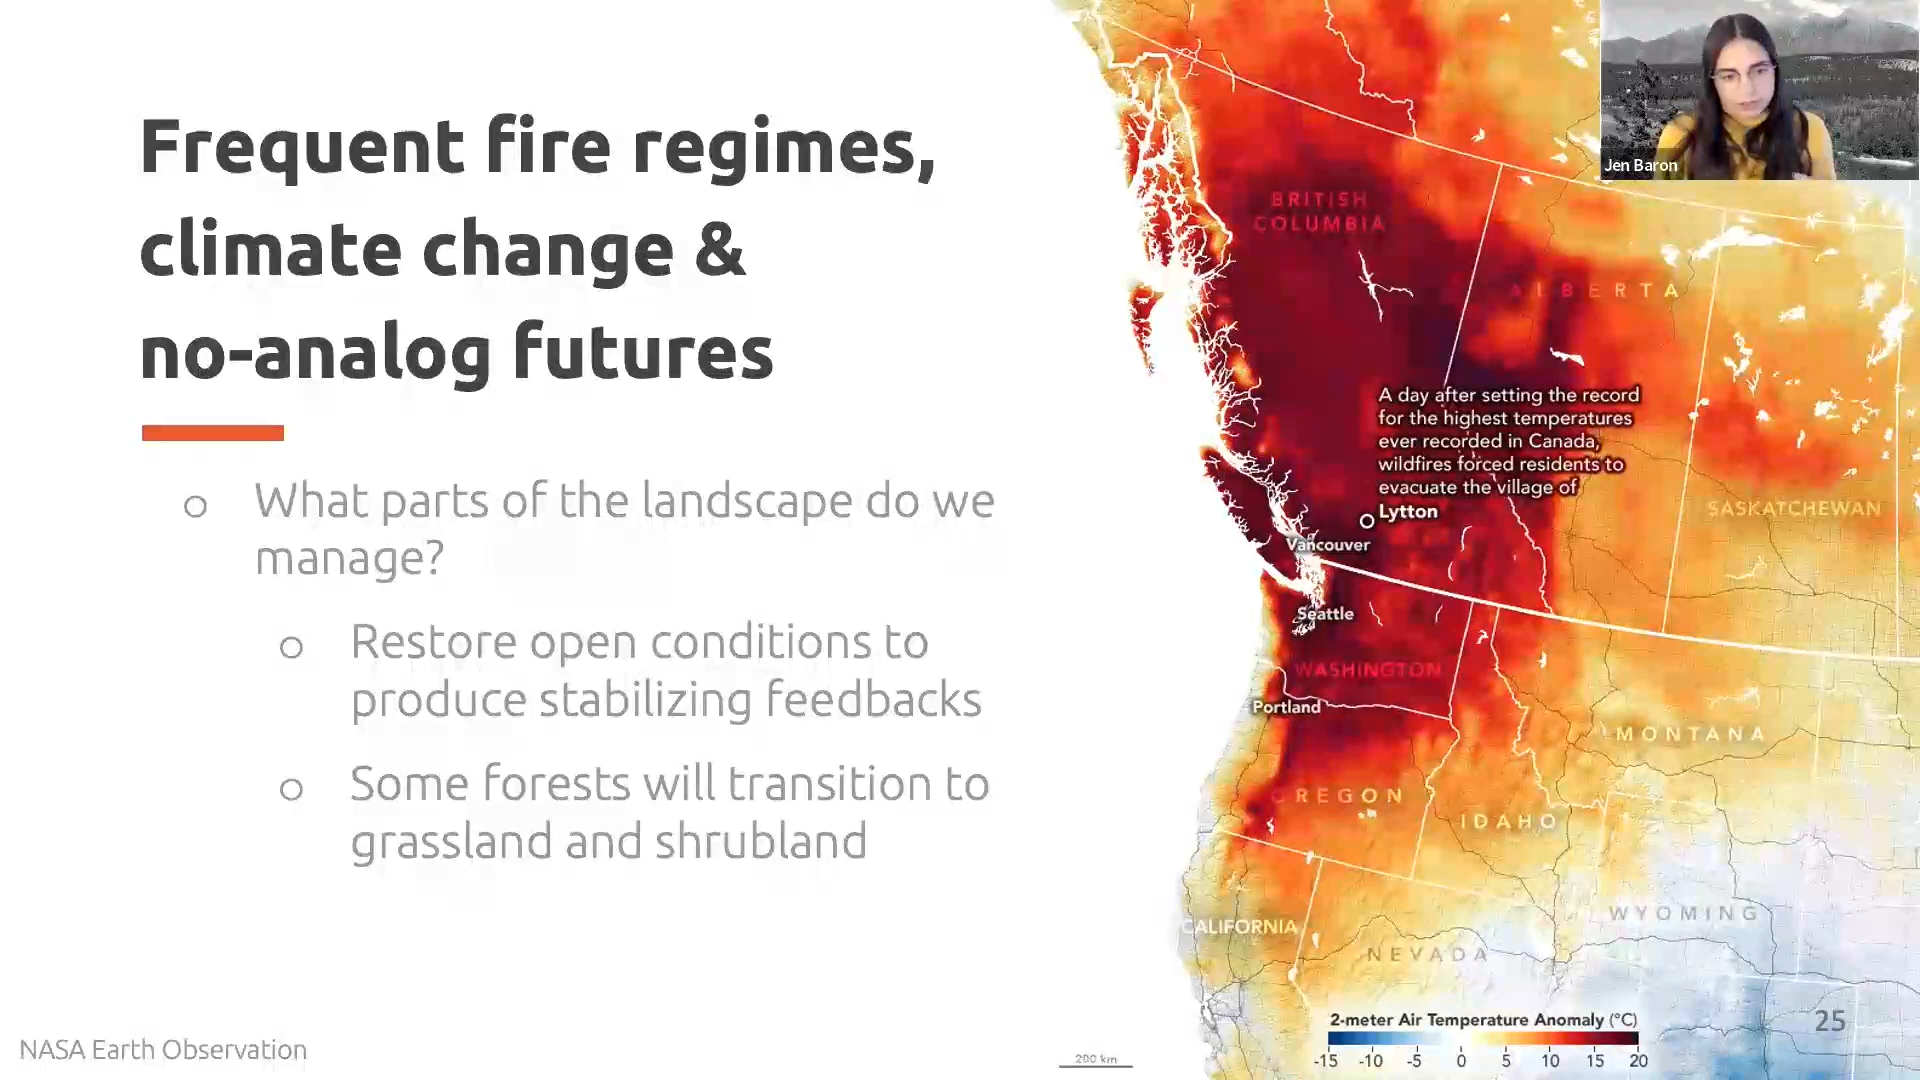 Frequent fire regimes,
climate change &
no-analog futures
o What parts of the landscape do we
manage?
o Restore open conditions to
produce stabilizing feedbacks
o Some forests will transition to
grassland and shrubland
NASA Earth Observation
Jen Baron
BRITISH
COLUMBIA
ALBERTA
A day after setting the record
for the highest temperatures
ever recorded in Canada,
wildfires forced residents to
evacuate the village of
Lytton
SASKATCHEWAN
Vancouver
Seattle
WASHINGTON
Portland
MONTANA
OREGON
IDAHO
WYOMING
CALIFORNIA
NEVADA
2-meter Air Temperature Anomaly (°C)
-15 -10 -5 0 5 10 15 20
200 km
25